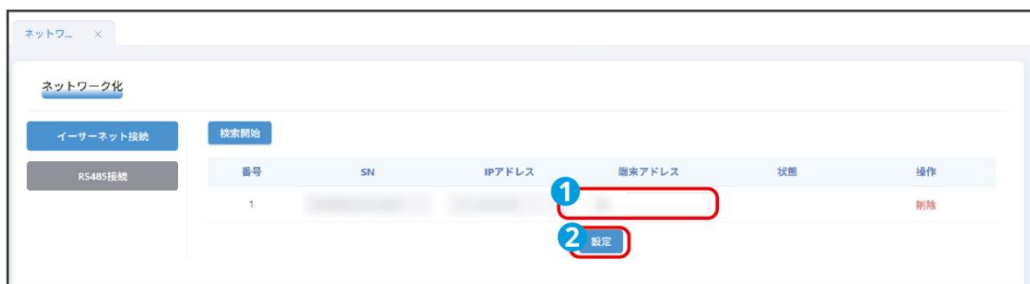 ネットワ... ×
ネットワーク化
イーサーネット接続
検索開始
RS485接続
番号 SN IPアドレス 端末アドレス 状態 操作
1
1 削除
2 設定